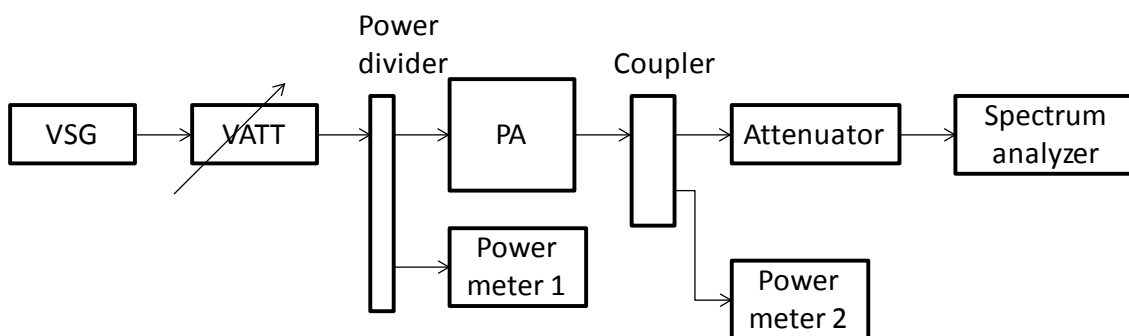 Power
divider
Coupler
VSG
VATT
PA
Attenuator
Spectrum
analyzer
Power
meter 1
Power
meter 2